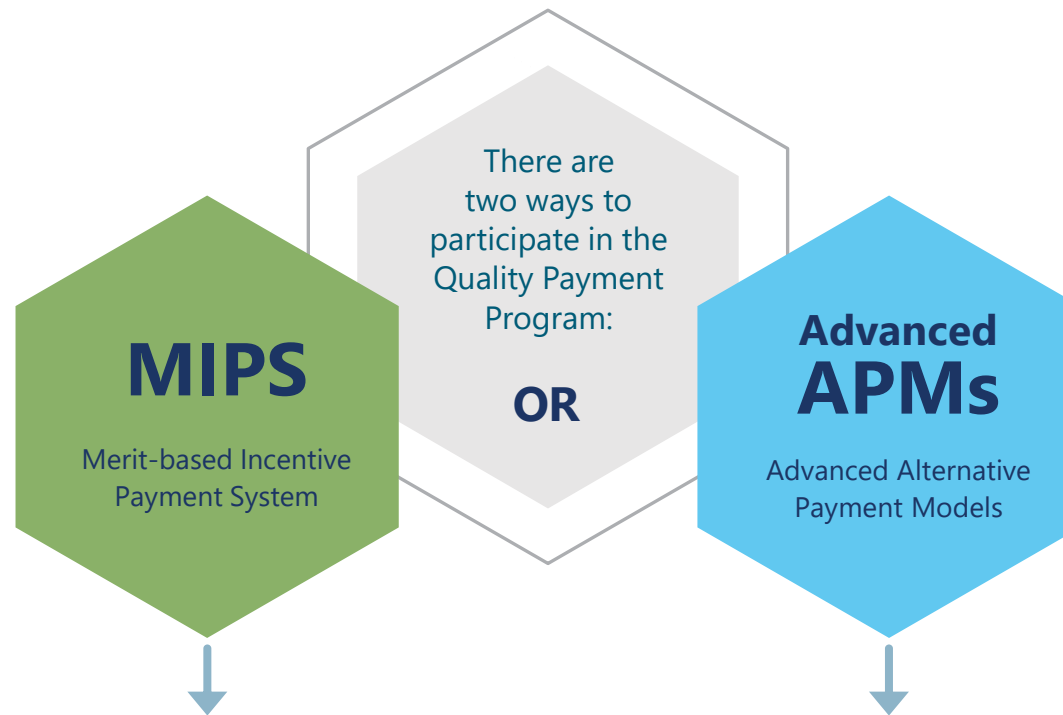 There are
two ways to
participate in the
Quality Payment
Program:
OR
MIPS
Merit-based Incentive
Payment System
Advanced
APMs
Advanced Alternative
Payment Models